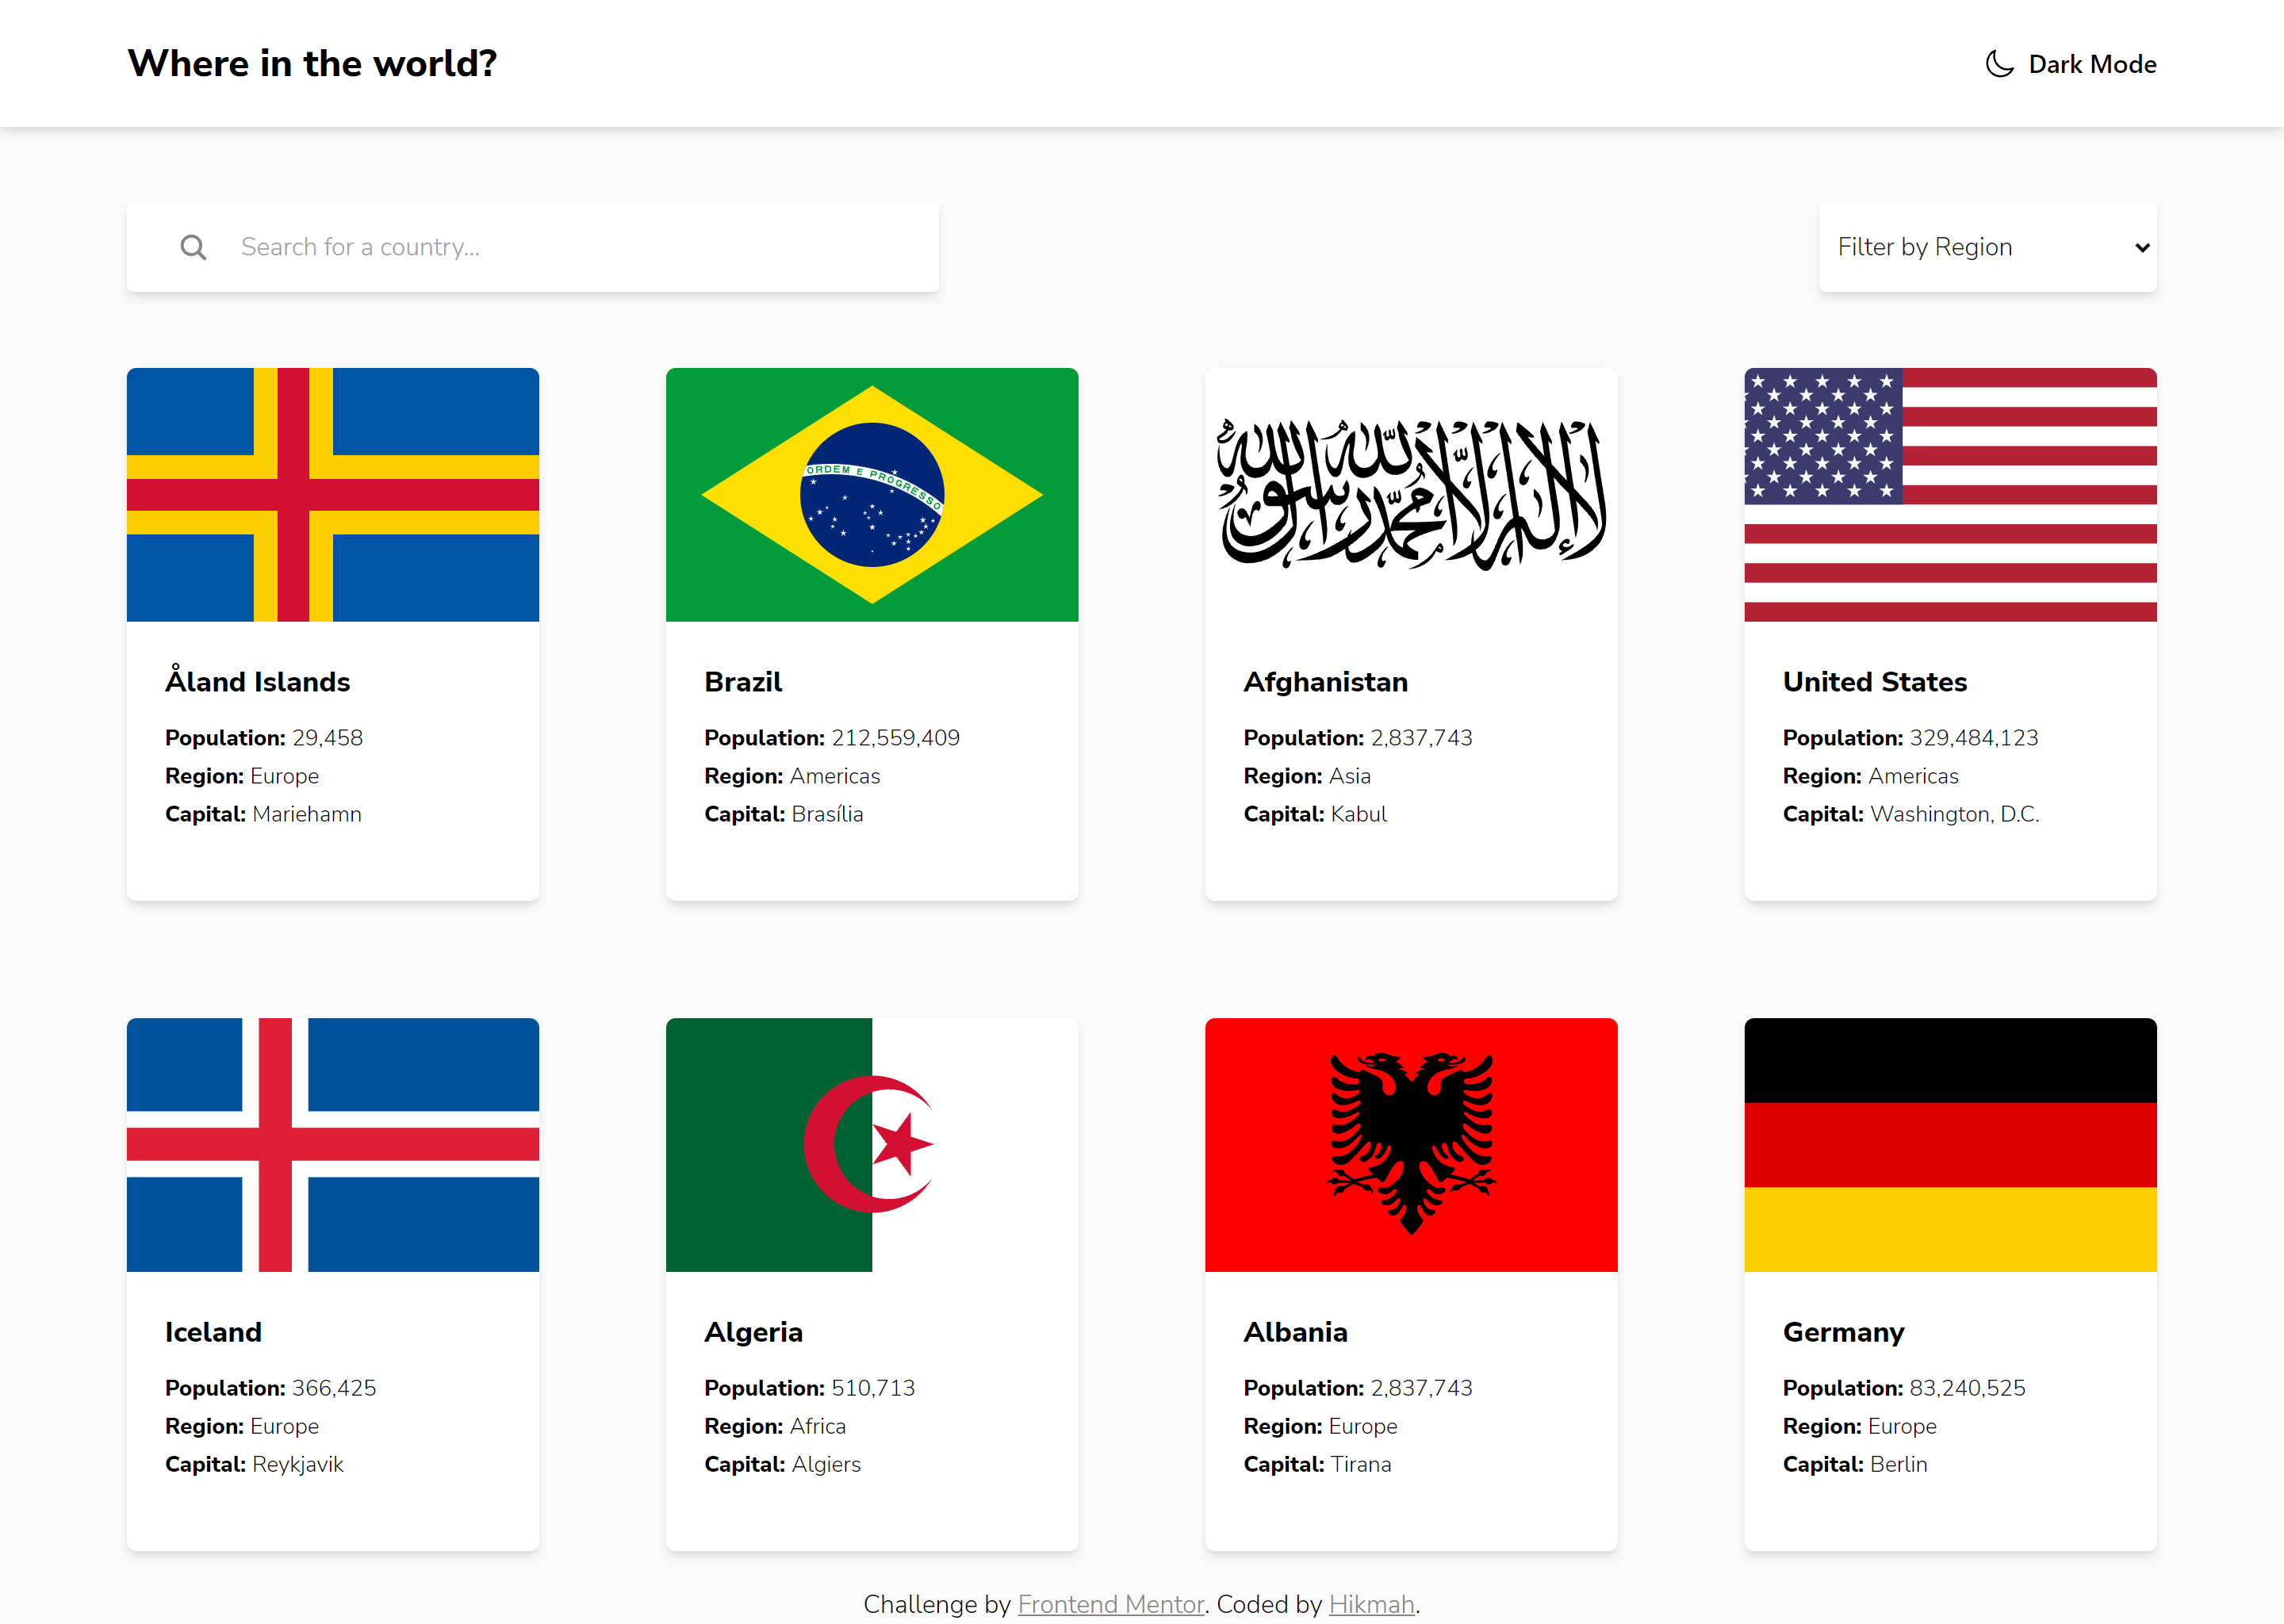 Where in the world?
Dark Mode
Search for a country...
Filter by Region
ORDEM E PROGRESSO
لا إله إلا الله محمد رسول الله
Åland Islands
Population: 29,458
Region: Europe
Capital: Mariehamn
Brazil
Population: 212,559,409
Region: Americas
Capital: Brasília
Afghanistan
Population: 2,837,743
Region: Asia
Capital: Kabul
United States
Population: 329,484,123
Region: Americas
Capital: Washington, D.C.
Iceland
Population: 366,425
Region: Europe
Capital: Reykjavik
Algeria
Population: 510,713
Region: Africa
Capital: Algiers
Albania
Population: 2,837,743
Region: Europe
Capital: Tirana
Germany
Population: 83,240,525
Region: Europe
Capital: Berlin
Challenge by Frontend Mentor. Coded by Hikmah.